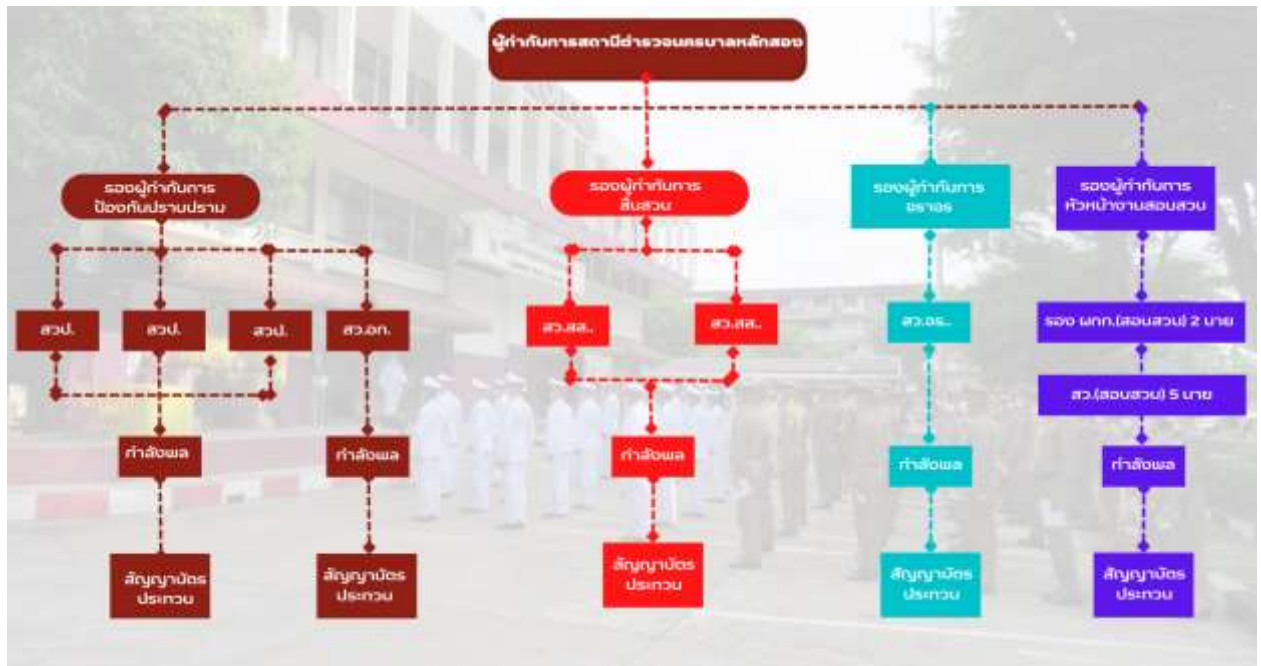 ผู้กำกับการสถานีตำรวจนครบาลหลักสอง
รองผู้กำกับการ
ป้องกันปราบปราม
รองผู้กำกับการ
สืบสวน
รองผู้กำกับการ
จราจร
รองผู้กำกับการ
หัวหน้างานสอบสวน
สวป.
สวป.
สวป.
สว.อก.
สว.สส..
สว.สส..
สว.จร..
รอง ผกก.(สอบสวน) 2 นาย
สว.(สอบสวน) 5 นาย
กำลังพล
กำลังพล
กำลังพล
กำลังพล
กำลังพล
สัญญาบัตร
ประทวน
สัญญาบัตร
ประทวน
สัญญาบัตร
ประทวน
สัญญาบัตร
ประทวน
สัญญาบัตร
ประทวน